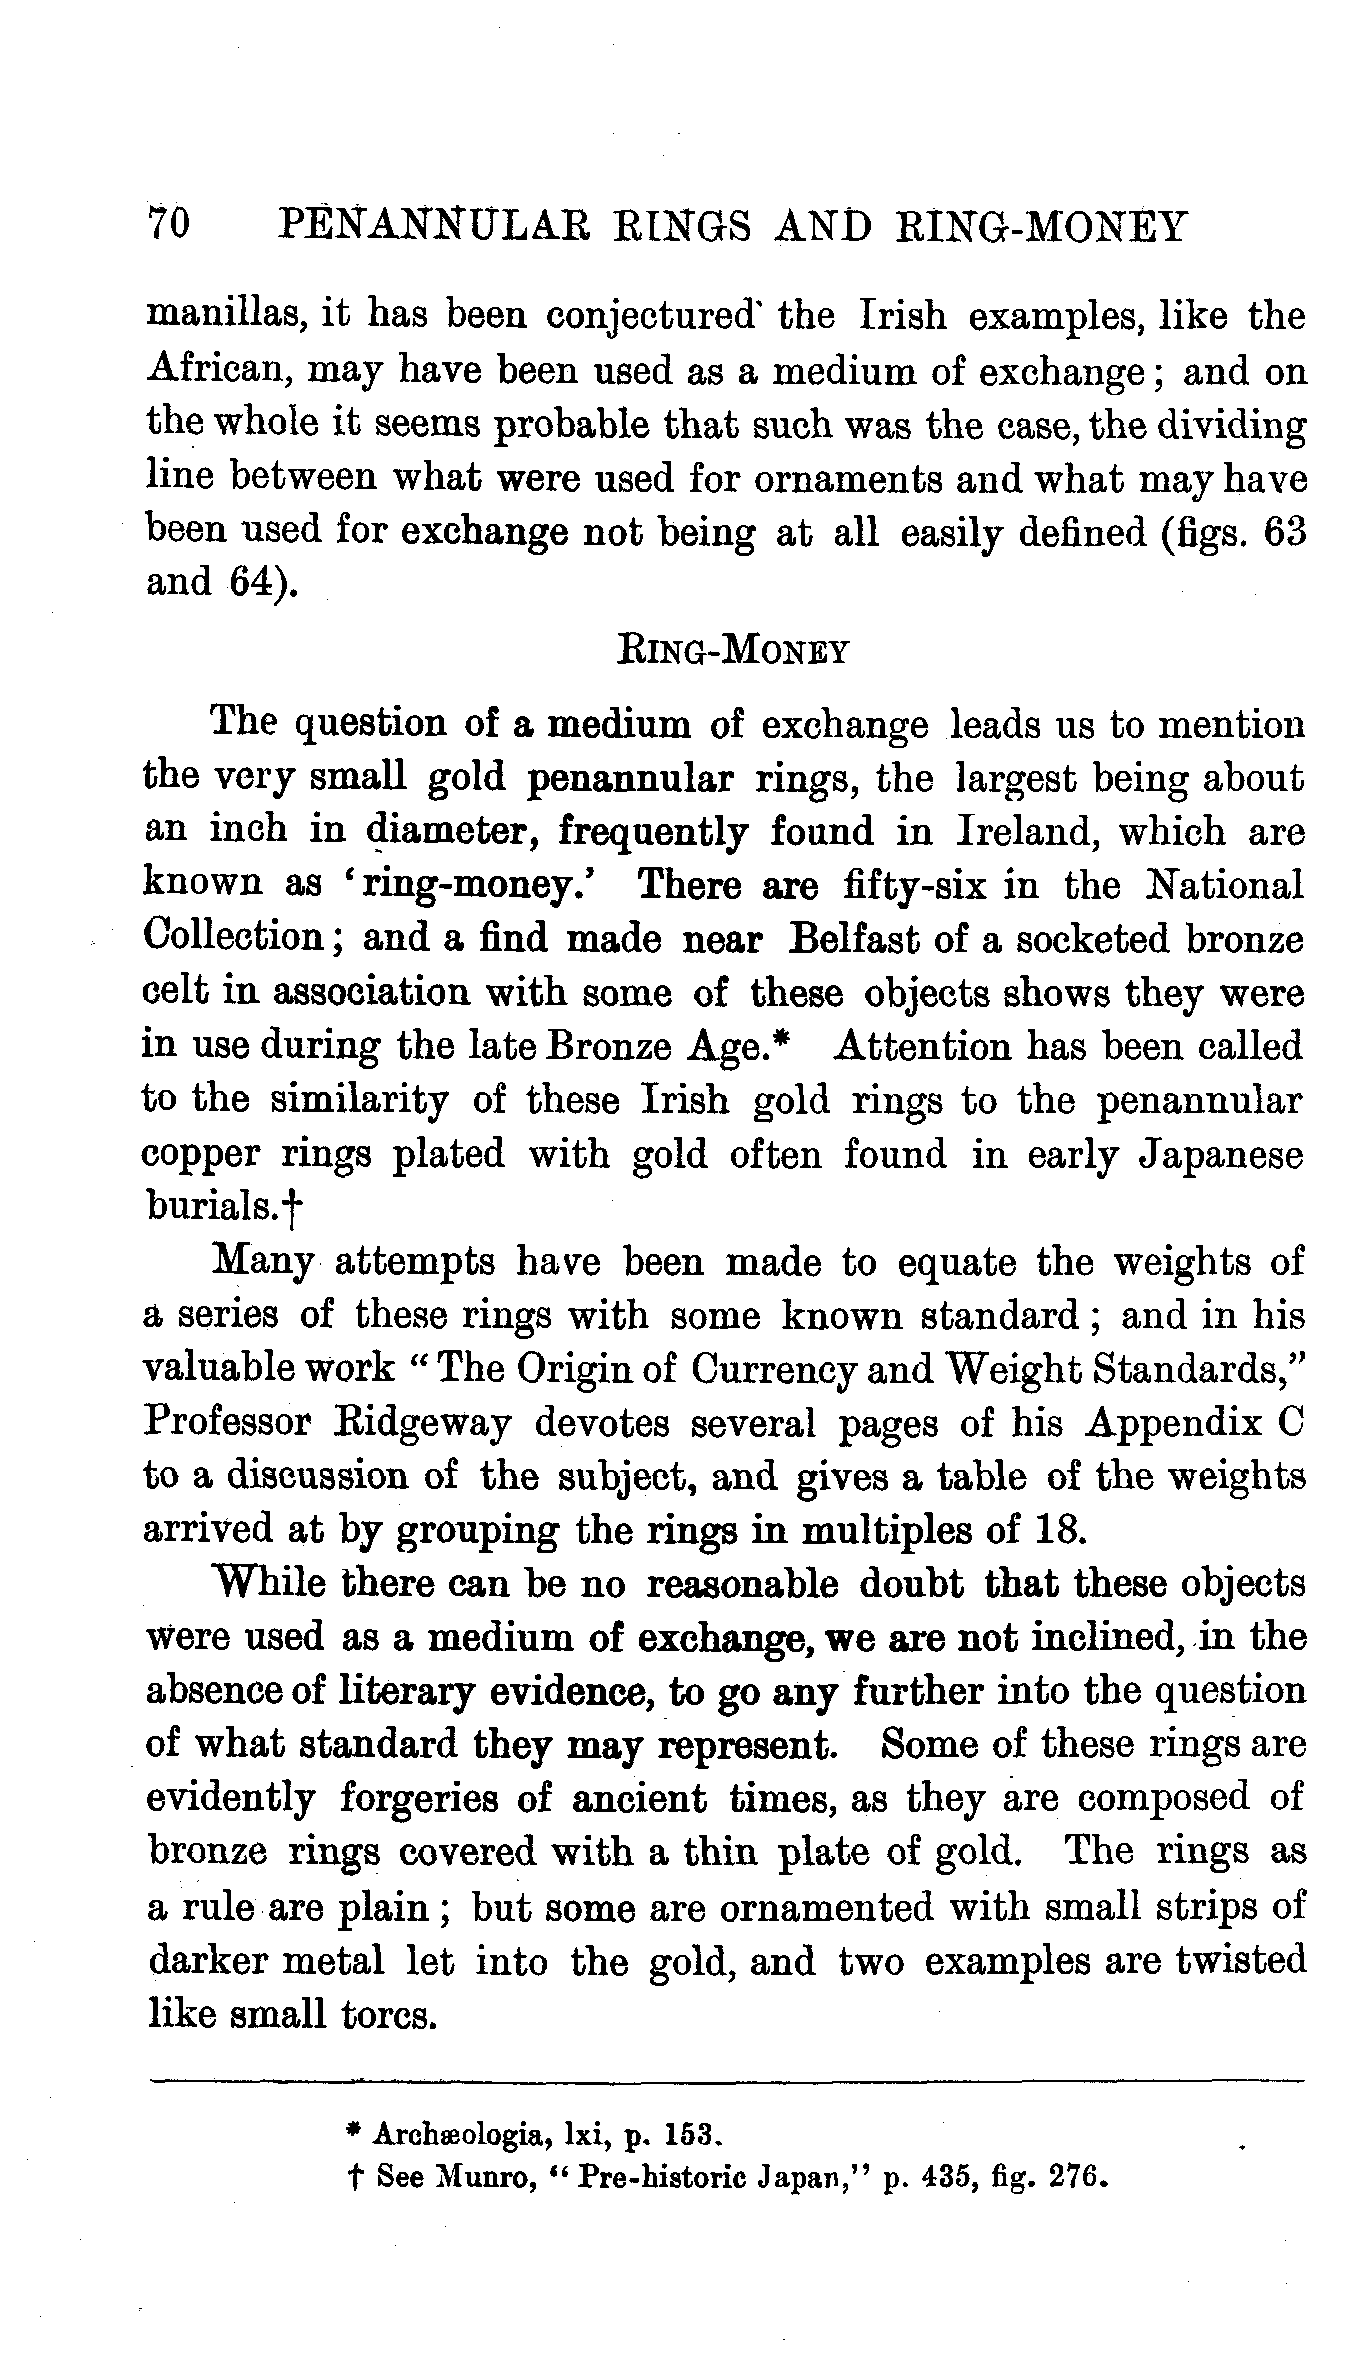 70 PENANNULAR RINGS AND RING-MONEY
manillas, it has been conjectured the Irish examples, like the
African, may have been used as a medium of exchange; and on
the whole it seems probable that such was the case, the dividing
line between what were used for ornaments and what may have
been used for exchange not being at all easily defined (figs. 63
and 64).
RING-MONEY
The question of a medium of exchange leads us to mention
the very small gold penannular rings, the largest being about
an inch in diameter, frequently found in Ireland, which are
known as ‘ring-money.’ There are fifty-six in the National
Collection; and a find made near Belfast of a socketed bronze
celt in association with some of these objects shows they were
in use during the late Bronze Age.* Attention has been called
to the similarity of these Irish gold rings to the penannular
copper rings plated with gold often found in early Japanese
burials.†
Many attempts have been made to equate the weights of
a series of these rings with some known standard; and in his
valuable work “The Origin of Currency and Weight Standards,”
Professor Ridgeway devotes several pages of his Appendix C
to a discussion of the subject, and gives a table of the weights
arrived at by grouping the rings in multiples of 18.
While there can be no reasonable doubt that these objects
were used as a medium of exchange, we are not inclined, in the
absence of literary evidence, to go any further into the question
of what standard they may represent. Some of these rings are
evidently forgeries of ancient times, as they are composed of
bronze rings covered with a thin plate of gold. The rings as
a rule are plain; but some are ornamented with small strips of
darker metal let into the gold, and two examples are twisted
like small torcs.
* Archæologia, lxi, p. 153.
† See Munro, “Pre-historic Japan,” p. 435, fig. 276.